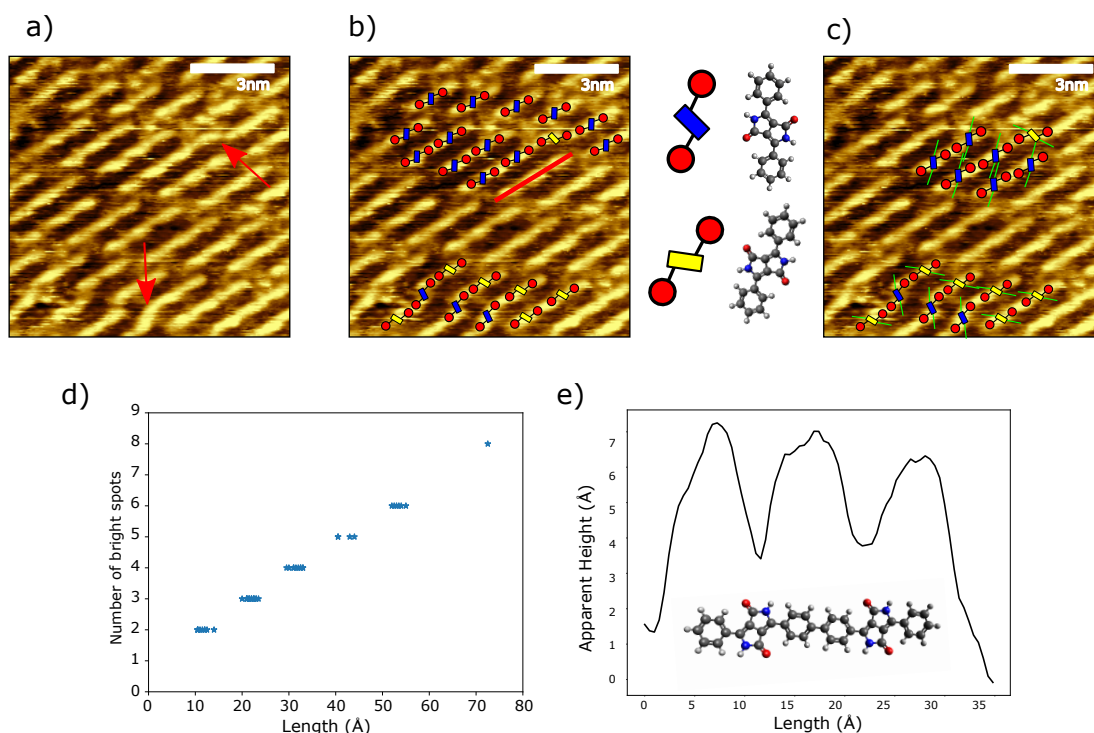 a)
b)
c)
3nm
3nm
3nm
d)
e)
Number of bright spots
9
8
7
6
5
4
3
2
1
0
0 10 20 30 40 50 60 70 80
Length (Å)
Apparent Height (Å)
7
6
5
4
3
2
1
0
0 5 10 15 20 25 30 35
Length (Å)